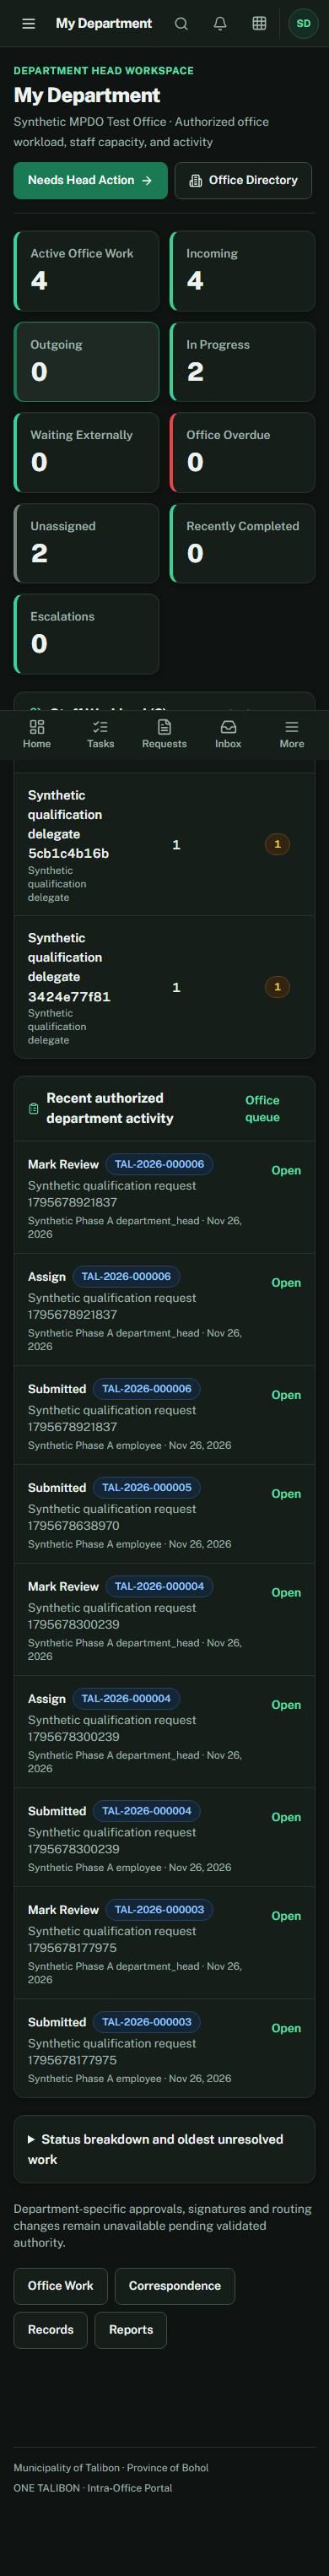 My Department
SD
DEPARTMENT HEAD WORKSPACE
My Department
Synthetic MPDO Test Office · Authorized office
workload, staff capacity, and activity
Needs Head Action →
Office Directory
Active Office Work
4
Incoming
4
Outgoing
0
In Progress
2
Waiting Externally
0
Office Overdue
0
Unassigned
2
Recently Completed
0
Escalations
0
Home
Tasks
Requests
Inbox
More
Synthetic
qualification
delegate
5cb1c4b16b
Synthetic
qualification
delegate
1
1
Synthetic
qualification
delegate
3424e77f81
Synthetic
qualification
delegate
1
1
Recent authorized
department activity
Office
queue
Mark Review TAL-2026-000006
Open
Synthetic qualification request
1795678921837
Synthetic Phase A department_head · Nov 26,
2026
Assign TAL-2026-000006
Open
Synthetic qualification request
1795678921837
Synthetic Phase A department_head · Nov 26,
2026
Submitted TAL-2026-000006
Open
Synthetic qualification request
1795678921837
Synthetic Phase A employee · Nov 26, 2026
Submitted TAL-2026-000005
Open
Synthetic qualification request
1795678638970
Synthetic Phase A employee · Nov 26, 2026
Mark Review TAL-2026-000004
Open
Synthetic qualification request
1795678300239
Synthetic Phase A department_head · Nov 26,
2026
Assign TAL-2026-000004
Open
Synthetic qualification request
1795678300239
Synthetic Phase A department_head · Nov 26,
2026
Submitted TAL-2026-000004
Open
Synthetic qualification request
1795678300239
Synthetic Phase A employee · Nov 26, 2026
Mark Review TAL-2026-000003
Open
Synthetic qualification request
1795678177975
Synthetic Phase A department_head · Nov 26,
2026
Submitted TAL-2026-000003
Open
Synthetic qualification request
1795678177975
Synthetic Phase A employee · Nov 26, 2026
Status breakdown and oldest unresolved
work
Department-specific approvals, signatures and routing
changes remain unavailable pending validated
authority.
Office Work
Correspondence
Records
Reports
Municipality of Talibon · Province of Bohol
ONE TALIBON · Intra-Office Portal